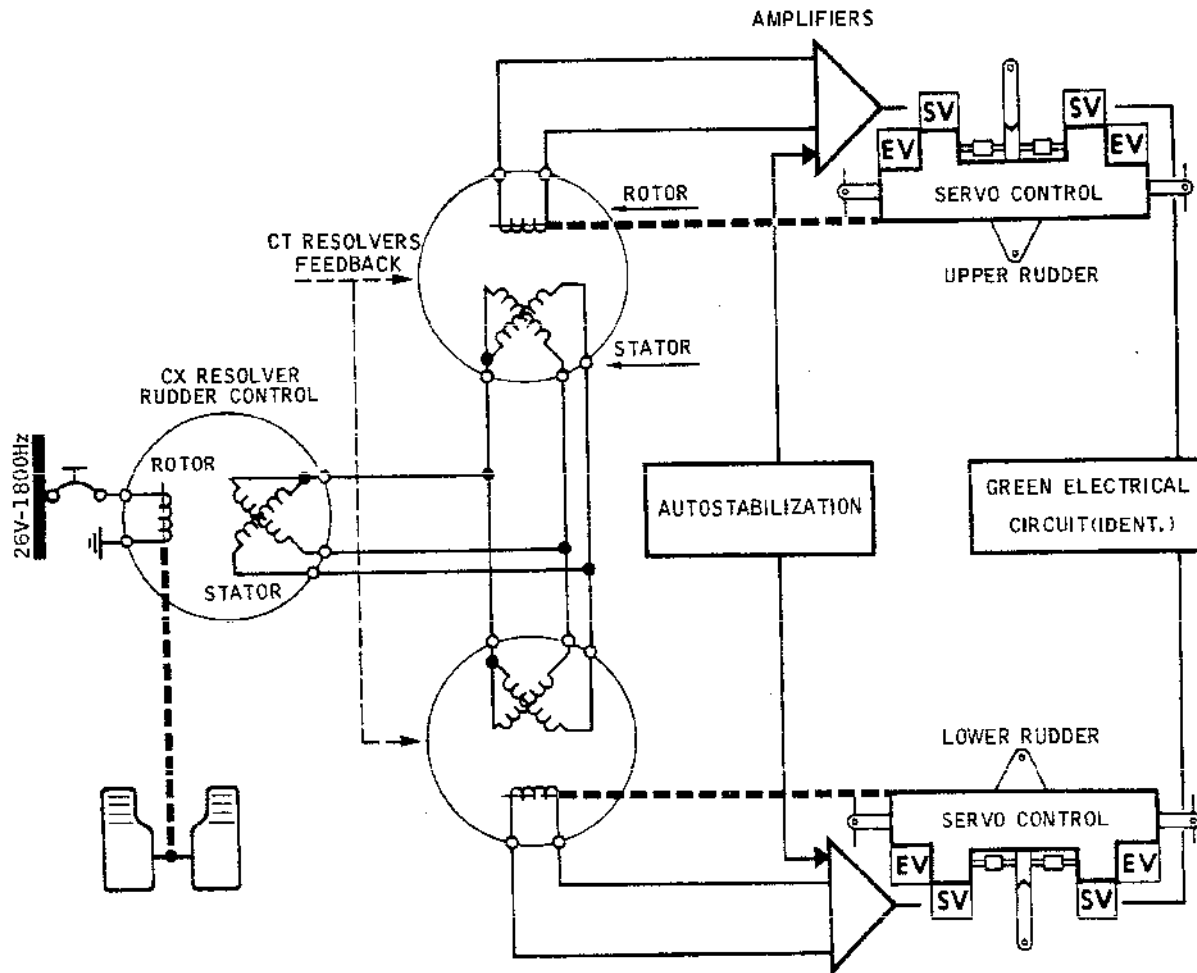 AMPLIFIERS
SV
SV
EV
EV
SERVO CONTROL
UPPER RUDDER
ROTOR
CT RESOLVERS
FEEDBACK
STATOR
CX RESOLVER
RUDDER CONTROL
26V-1800Hz
ROTOR
STATOR
AUTOSTABILIZATION
GREEN ELECTRICAL
CIRCUIT(IDENT.)
LOWER RUDDER
SERVO CONTROL
EV
EV
SV
SV